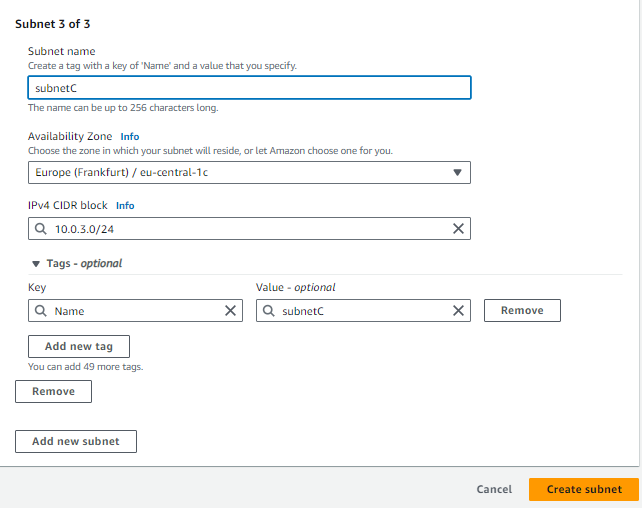 Subnet 3 of 3
Subnet name
Create a tag with a key of 'Name' and a value that you specify.
subnetC
The name can be up to 256 characters long.
Availability Zone Info
Choose the zone in which your subnet will reside, or let Amazon choose one for you.
Europe (Frankfurt) / eu-central-1c
IPv4 CIDR block Info
10.0.3.0/24
Tags - optional
Key Value - optional
Name subnetC Remove
Add new tag
You can add 49 more tags.
Remove
Add new subnet
Cancel Create subnet